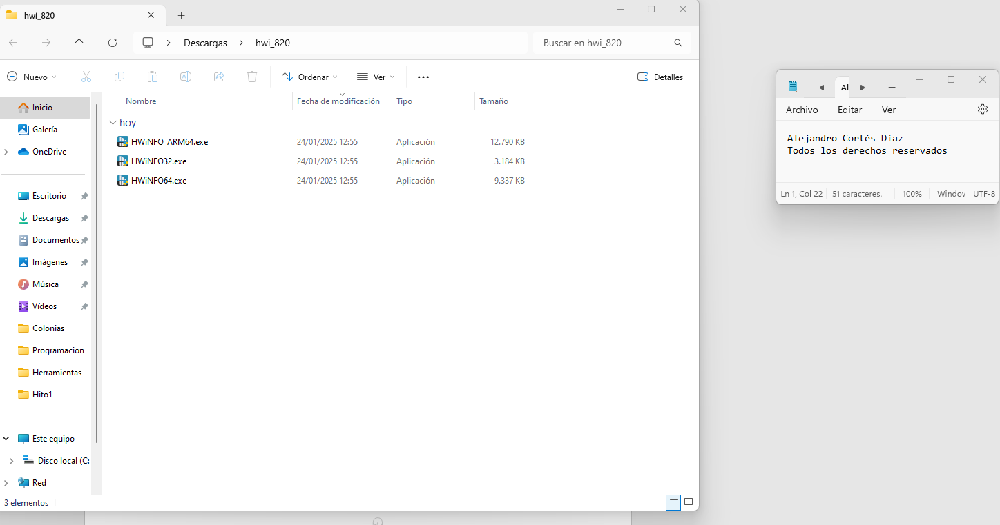 hwi_820
Descargas
hwi_820
Buscar en hwi_820
Nuevo
Ordenar
Ver
Detalles
Inicio
Galería
OneDrive
Escritorio
Descargas
Documentos
Imágenes
Música
Vídeos
Colonias
Programacion
Herramientas
Hito1
Este equipo
Disco local (C:
Red
Nombre Fecha de modificación Tipo Tamaño
hoy
HWiNFO_ARM64.exe 24/01/2025 12:55 Aplicación 12.790 KB
HWiNFO32.exe 24/01/2025 12:55 Aplicación 3.184 KB
HWiNFO64.exe 24/01/2025 12:55 Aplicación 9.337 KB
3 elementos
Al
Archivo Editar Ver
Alejandro Cortés Díaz
Todos los derechos reservados
Ln 1, Col 22 51 caracteres. 100% Window UTF-8